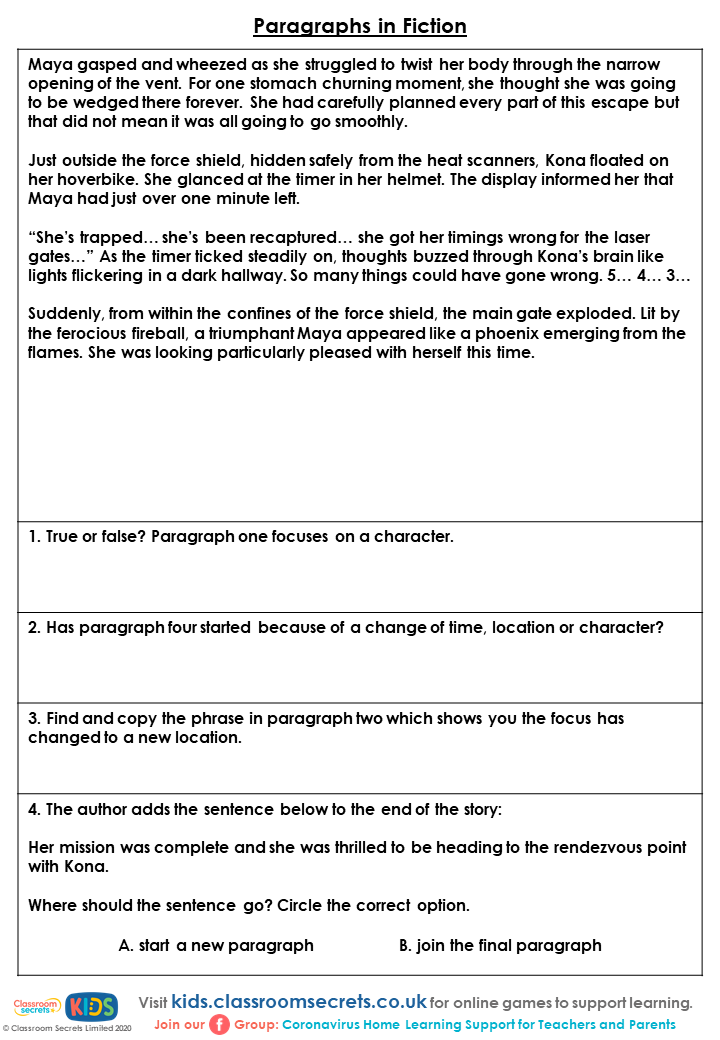 Paragraphs in Fiction
Maya gasped and wheezed as she struggled to twist her body through the narrow
opening of the vent. For one stomach churning moment, she thought she was going
to be wedged there forever. She had carefully planned every part of this escape but
that did not mean it was all going to go smoothly.
Just outside the force shield, hidden safely from the heat scanners, Kona floated on
her hoverbike. She glanced at the timer in her helmet. The display informed her that
Maya had just over one minute left.
“She’s trapped… she’s been recaptured… she got her timings wrong for the laser
gates…” As the timer ticked steadily on, thoughts buzzed through Kona’s brain like
lights flickering in a dark hallway. So many things could have gone wrong. 5… 4… 3…
Suddenly, from within the confines of the force shield, the main gate exploded. Lit by
the ferocious fireball, a triumphant Maya appeared like a phoenix emerging from the
flames. She was looking particularly pleased with herself this time.
1. True or false? Paragraph one focuses on a character.
2. Has paragraph four started because of a change of time, location or character?
3. Find and copy the phrase in paragraph two which shows you the focus has
changed to a new location.
4. The author adds the sentence below to the end of the story:
Her mission was complete and she was thrilled to be heading to the rendezvous point
with Kona.
Where should the sentence go? Circle the correct option.
A. start a new paragraph B. join the final paragraph
Classroom
secrets
KIDS
© Classroom Secrets Limited 2020
Visit kids.classroomsecrets.co.uk for online games to support learning.
Join our f Group: Coronavirus Home Learning Support for Teachers and Parents